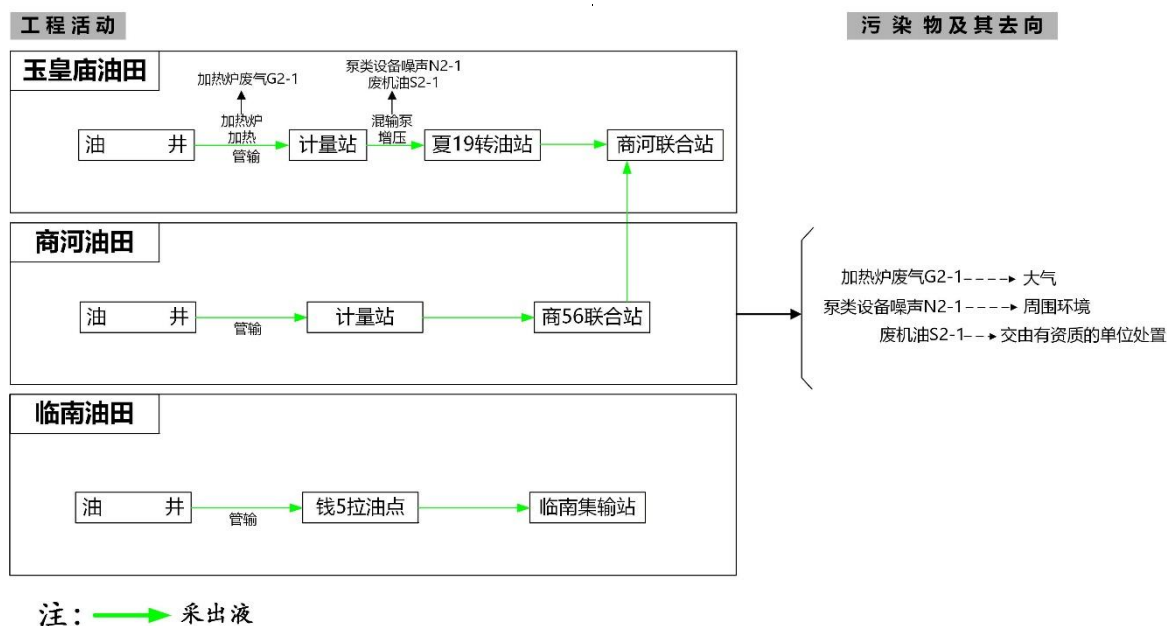 工程活动
污染物及其去向
玉皇庙油田
加热炉废气G2-1
泵类设备噪声N2-1
废机油S2-1
油井
加热炉
加热
管输
计量站
混输泵
增压
夏19转油站
商河联合站
商河油田
油井
管输
计量站
商56联合站
加热炉废气G2-1
大气
泵类设备噪声N2-1
周围环境
废机油S2-1
交由有资质的单位处置
临南油田
油井
管输
钱5拉油点
临南集输站
注：
采出液